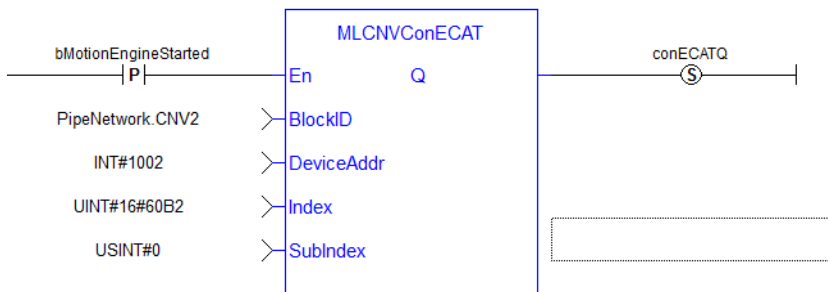 MLCNVConECAT
bMotionEngineStarted
conECATQ
P
En
Q
S
PipeNetwork.CNV2
BlockID
INT#1002
DeviceAddr
UINT#16#60B2
Index
USINT#0
SubIndex